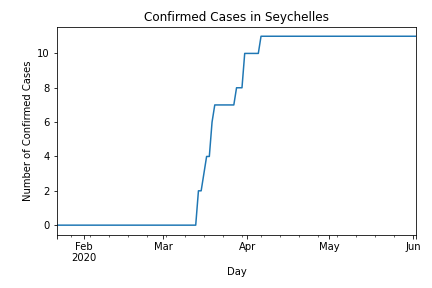 Confirmed Cases in Seychelles
Number of Confirmed Cases
10
8
6
4
2
0
Feb Mar Apr May Jun
2020
Day